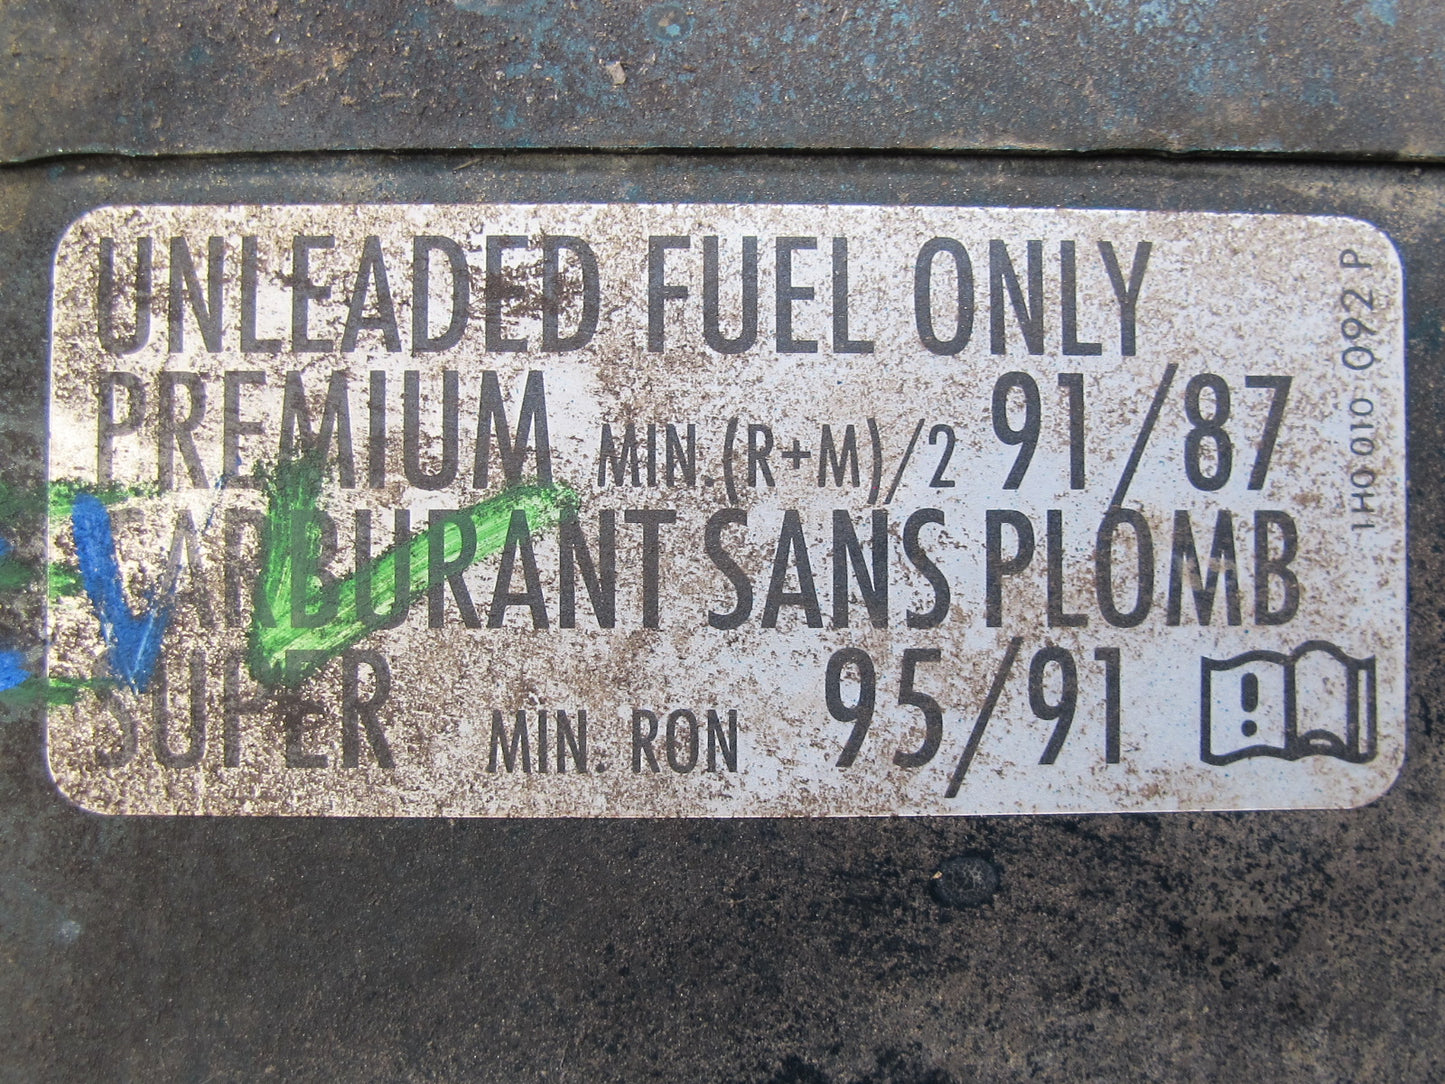 UNLEADED FUEL ONLY
PREMIUM MIN. (R+M)/2 91/87
CARBURANT SANS PLOMB
SUPER MIN. RON 95/91
1H0 010 092 P